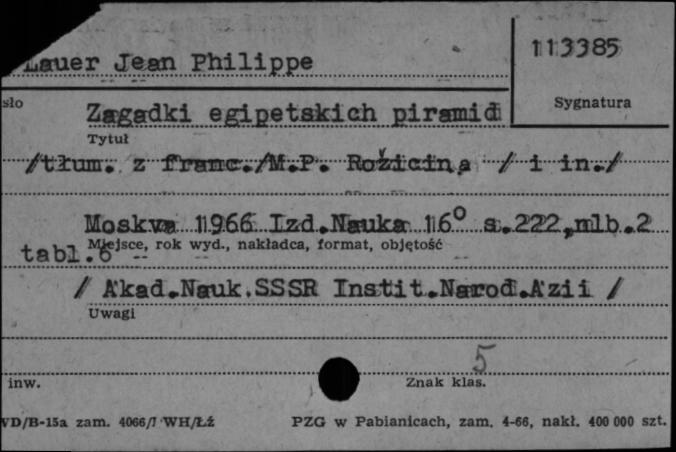 Lauer Jean Philippe
113385
Sygnatura
sło
Zagadki egipetskich piramid
Tytuł
/tłum. z franc./M.P. Rožicina / i in./
Moskva 1966 Izd.Nauka 16° s.222,nlb.2
Miejsce, rok wyd., nakładca, format, objętość
tabl.6
/ Akad.Nauk.SSSR Instit.Narod.Azii /
Uwagi
5
inw.
Znak klas.
VD/B-15a zam. 4066/7 WH/Łź
PZG w Pabianicach, zam. 4-66, nakł. 400 000 szt.